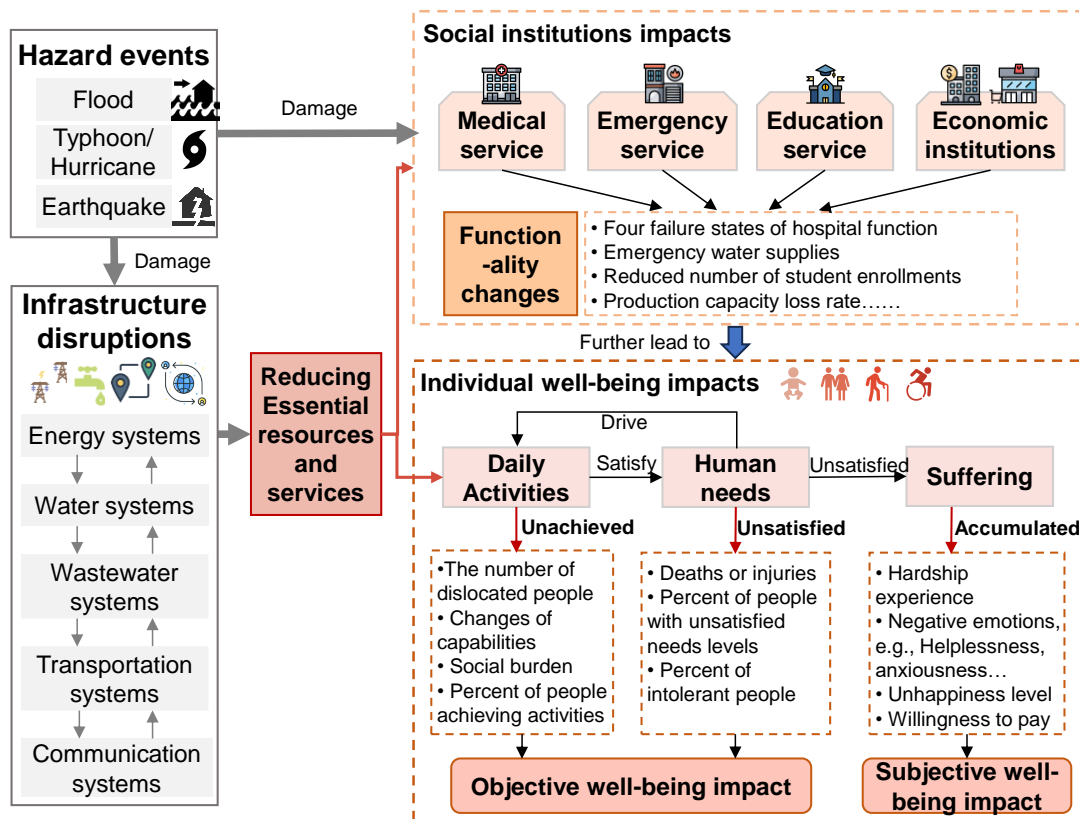 Hazard events
Flood
Typhoon/
Hurricane
Earthquake
Damage
Damage
Infrastructure
disruptions
Energy systems
Water systems
Wastewater
systems
Transportation
systems
Communication
systems
Reducing
Essential
resources
and
services
Social institutions impacts
Medical
service
Emergency
service
Education
service
Economic
institutions
Function
-ality
changes
• Four failure states of hospital function
• Emergency water supplies
• Reduced number of student enrollments
• Production capacity loss rate……
Further lead to
Individual well-being impacts
Drive
Daily
Activities
Satisfy
Human
needs
Unsatisfied
Suffering
Unachieved
Unsatisfied
Accumulated
•The number of
dislocated people
• Changes of
capabilities
• Social burden
• Percent of people
achieving activities
• Deaths or injuries
• Percent of people
with unsatisfied
needs levels
• Percent of
intolerant people
• Hardship
experience
• Negative emotions,
e.g., Helplessness,
anxiousness…
• Unhappiness level
• Willingness to pay
Objective well-being impact
Subjective well-
being impact